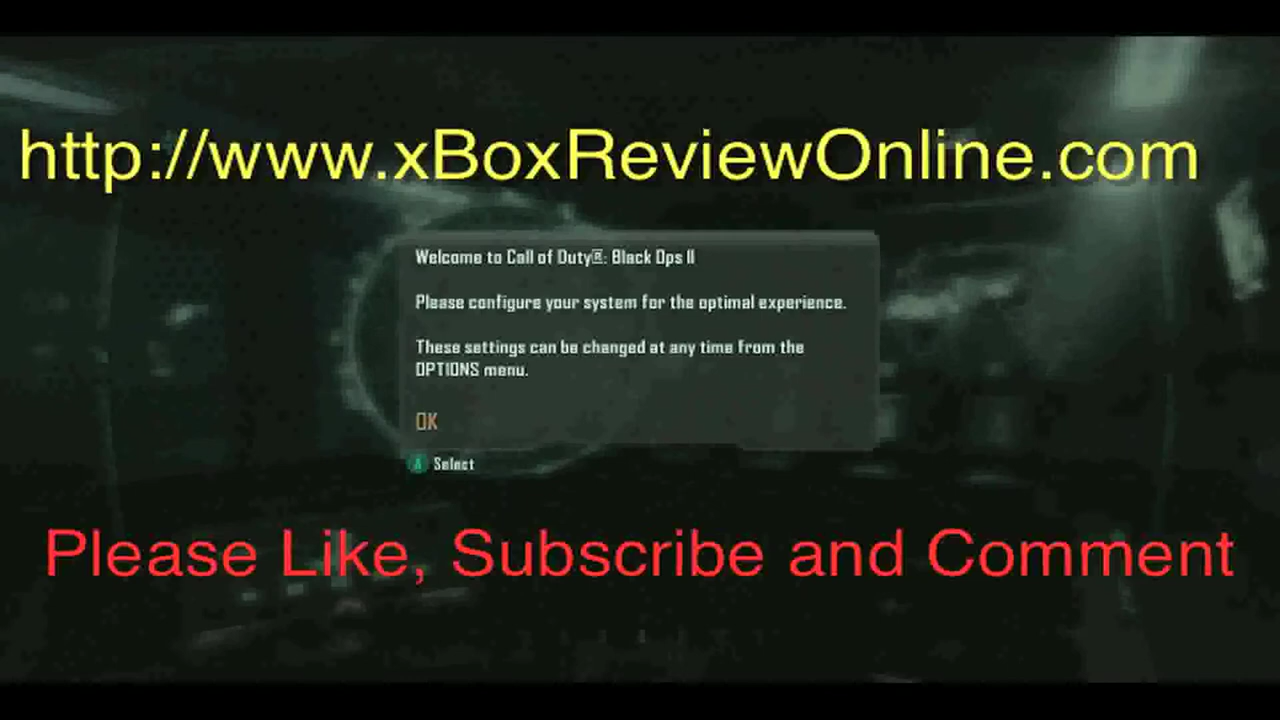 http://www.xBoxReviewOnline.com
Welcome to Call of Duty®: Black Ops II
Please configure your system for the optimal experience.
These settings can be changed at any time from the
OPTIONS menu.
OK
A Select
Please Like, Subscribe and Comment